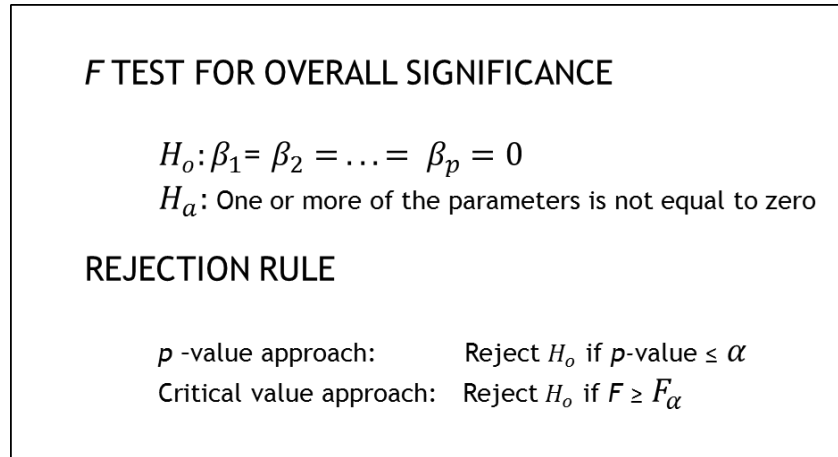 F TEST FOR OVERALL SIGNIFICANCE
Hₒ: β₁= β₂ = ... = βₚ = 0
Hₐ: One or more of the parameters is not equal to zero
REJECTION RULE
p -value approach: Reject Hₒ if p-value ≤ α
Critical value approach: Reject Hₒ if F ≥ F_α